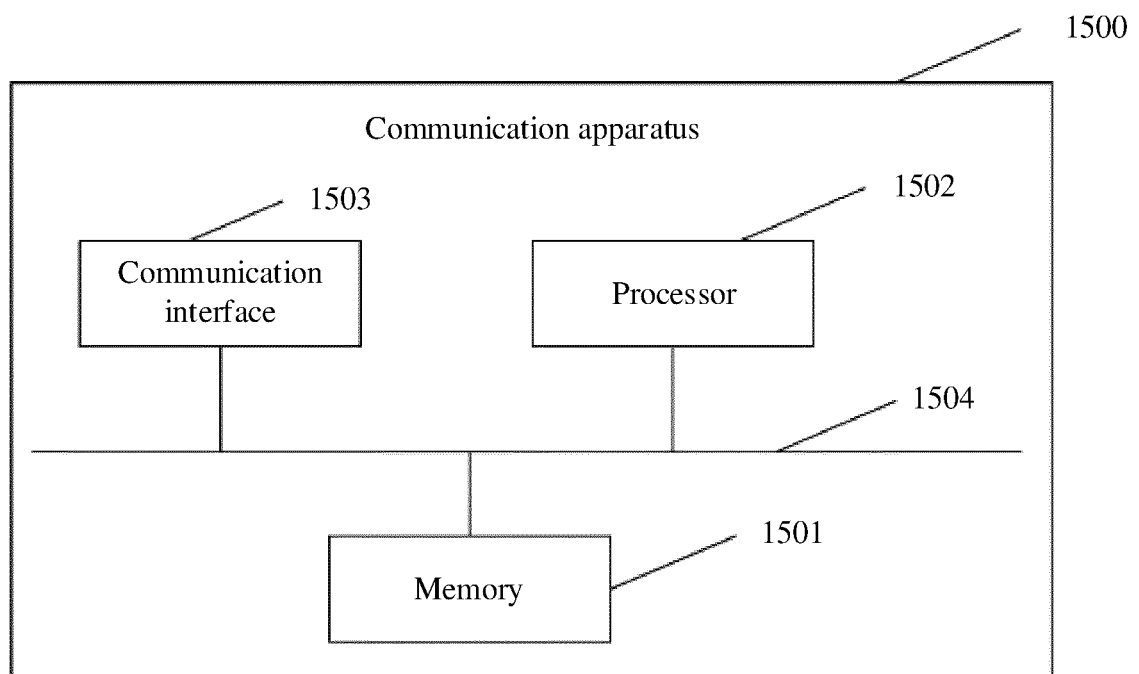 1500
Communication apparatus
1503
1502
Communication
interface
Processor
1504
1501
Memory